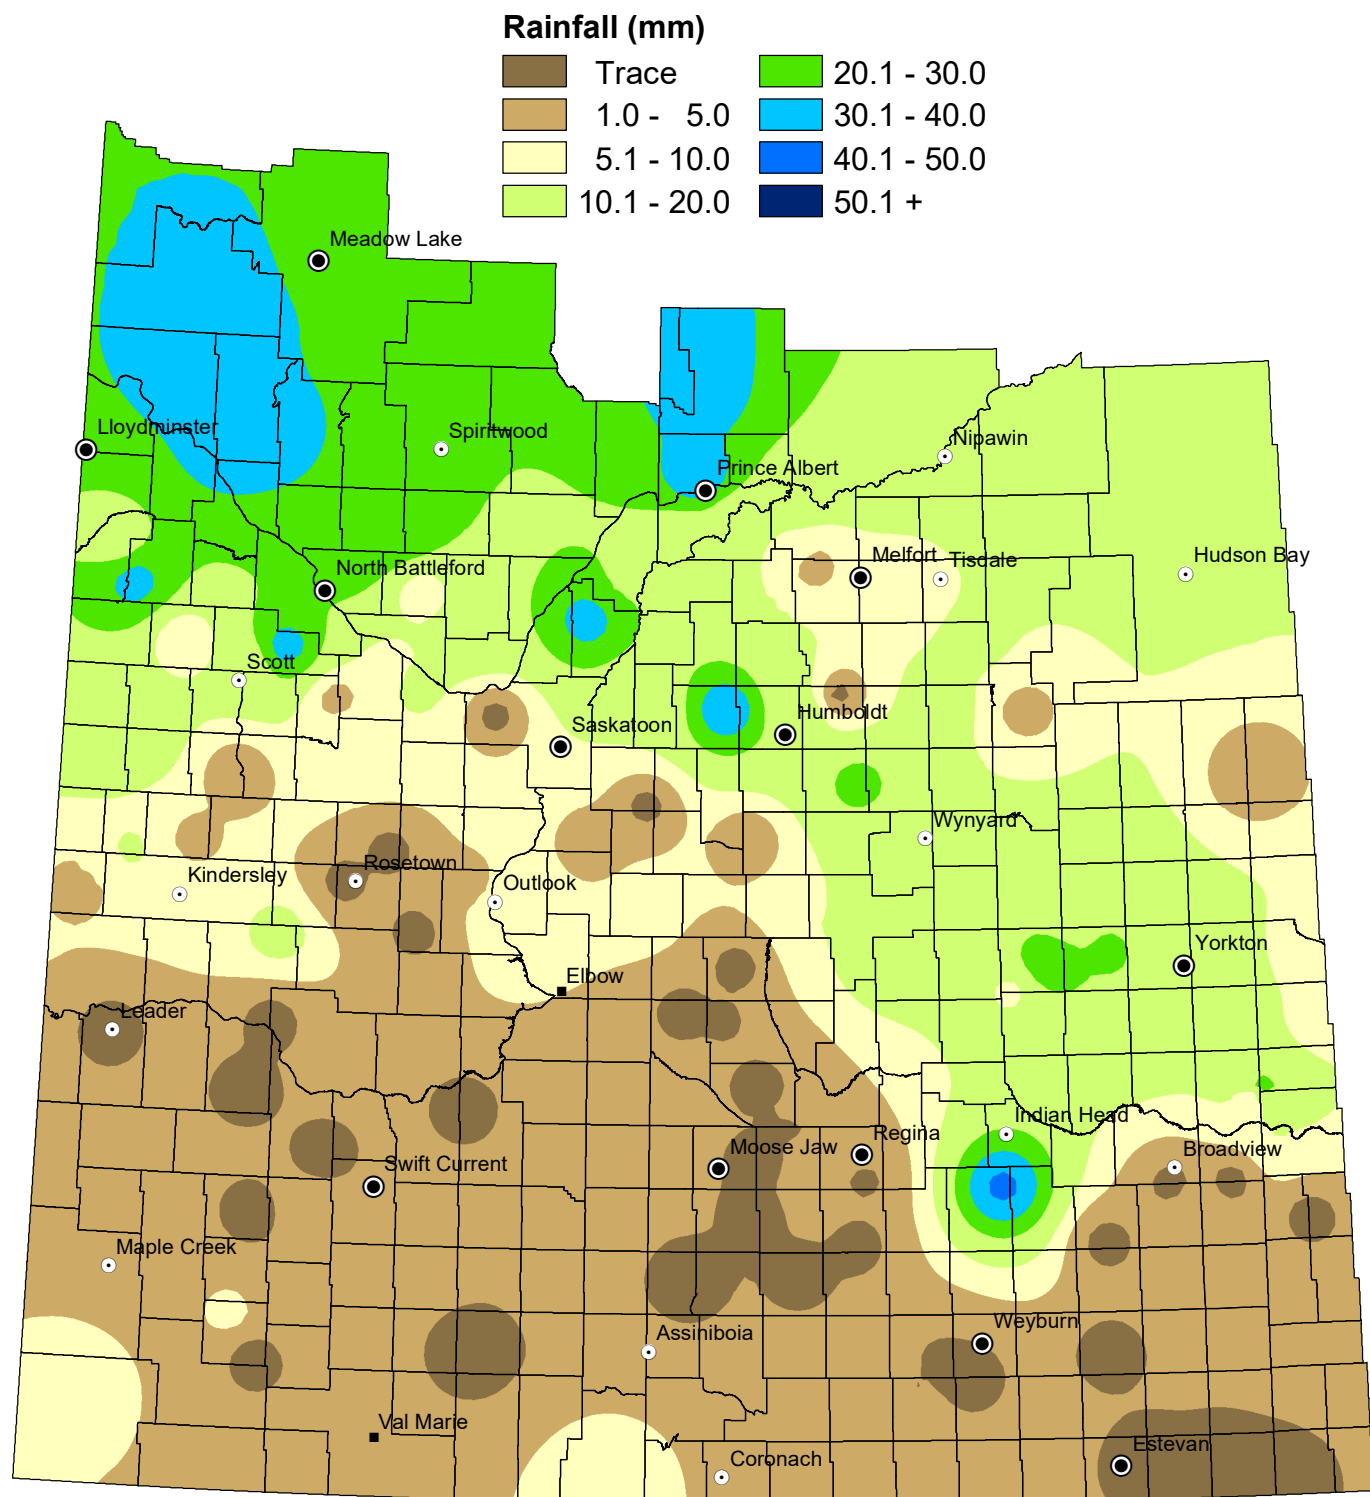 Rainfall (mm)
Trace
1.0 - 5.0
5.1 - 10.0
10.1 - 20.0
20.1 - 30.0
30.1 - 40.0
40.1 - 50.0
50.1 +
Meadow Lake
Lloydminster
Spiritwood
Nipawin
Prince Albert
North Battleford
Melfort
Tisdale
Hudson Bay
Scott
Saskatoon
Humboldt
Wynyard
Kindersley
Rosetown
Outlook
Yorkton
Elbow
Leader
Indian Head
Regina
Moose Jaw
Broadview
Swift Current
Maple Creek
Weyburn
Assiniboia
Val Marie
Estevan
Coronach